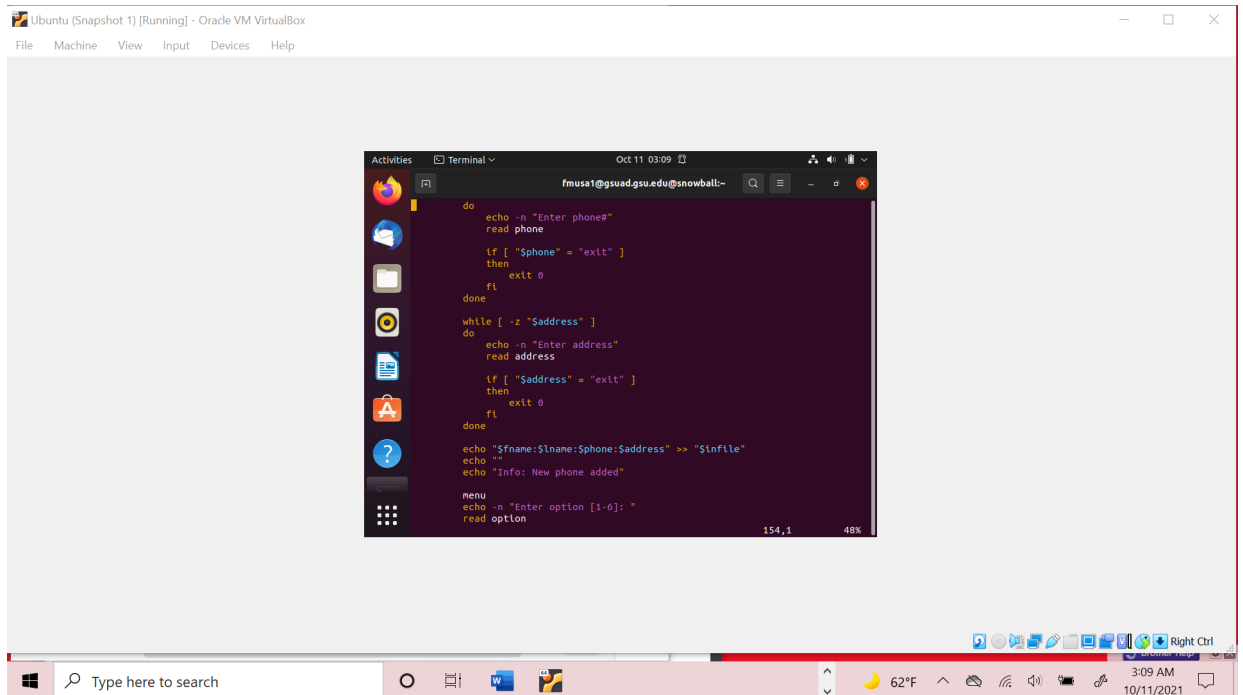 Ubuntu (Snapshot 1) [Running] - Oracle VM VirtualBox
File Machine View Input Devices Help
Activities Terminal Oct 11 03:09
fmusa1@gsuad.gsu.edu@snowball:~
do
echo -n "Enter phone#"
read phone
if [ "$phone" = "exit" ]
then
exit 0
fi
done
while [ -z "$address" ]
do
echo -n "Enter address"
read address
if [ "$address" = "exit" ]
then
exit 0
fi
done
echo "$fname:$lname:$phone:$address" >> "$infile"
echo ""
echo "Info: New phone added"
menu
echo -n "Enter option [1-6]: "
read option
154,1 48%
Right Ctrl
Brother Help
Type here to search
62°F
3:09 AM
10/11/2021